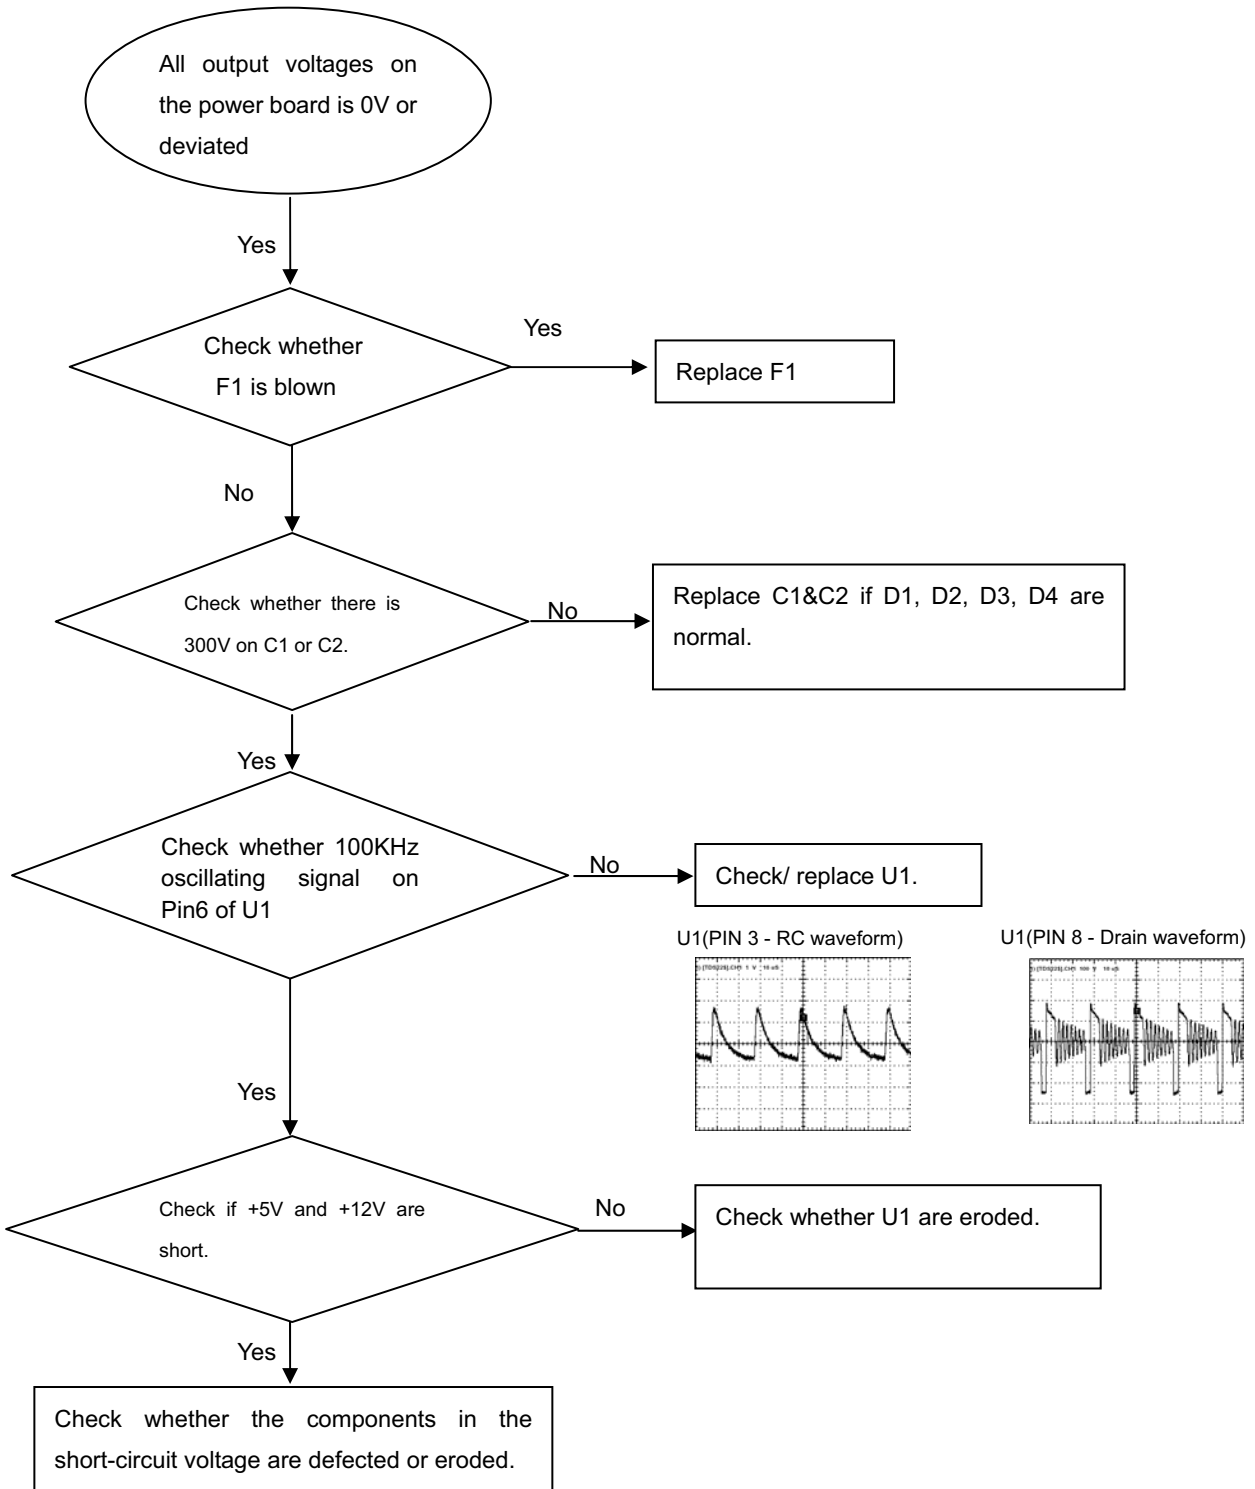 All output voltages on
the power board is 0V or
deviated
Yes
Check whether
F1 is blown
Yes
Replace F1
No
Check whether there is
300V on C1 or C2.
No
Replace C1&C2 if D1, D2, D3, D4 are
normal.
Yes
Check whether 100KHz
oscillating signal on
Pin6 of U1
No
Check/ replace U1.
U1(PIN 3 - RC waveform)
U1(PIN 8 - Drain waveform)
Yes
Check if +5V and +12V are
short.
No
Check whether U1 are eroded.
Yes
Check whether the components in the
short-circuit voltage are defected or eroded.